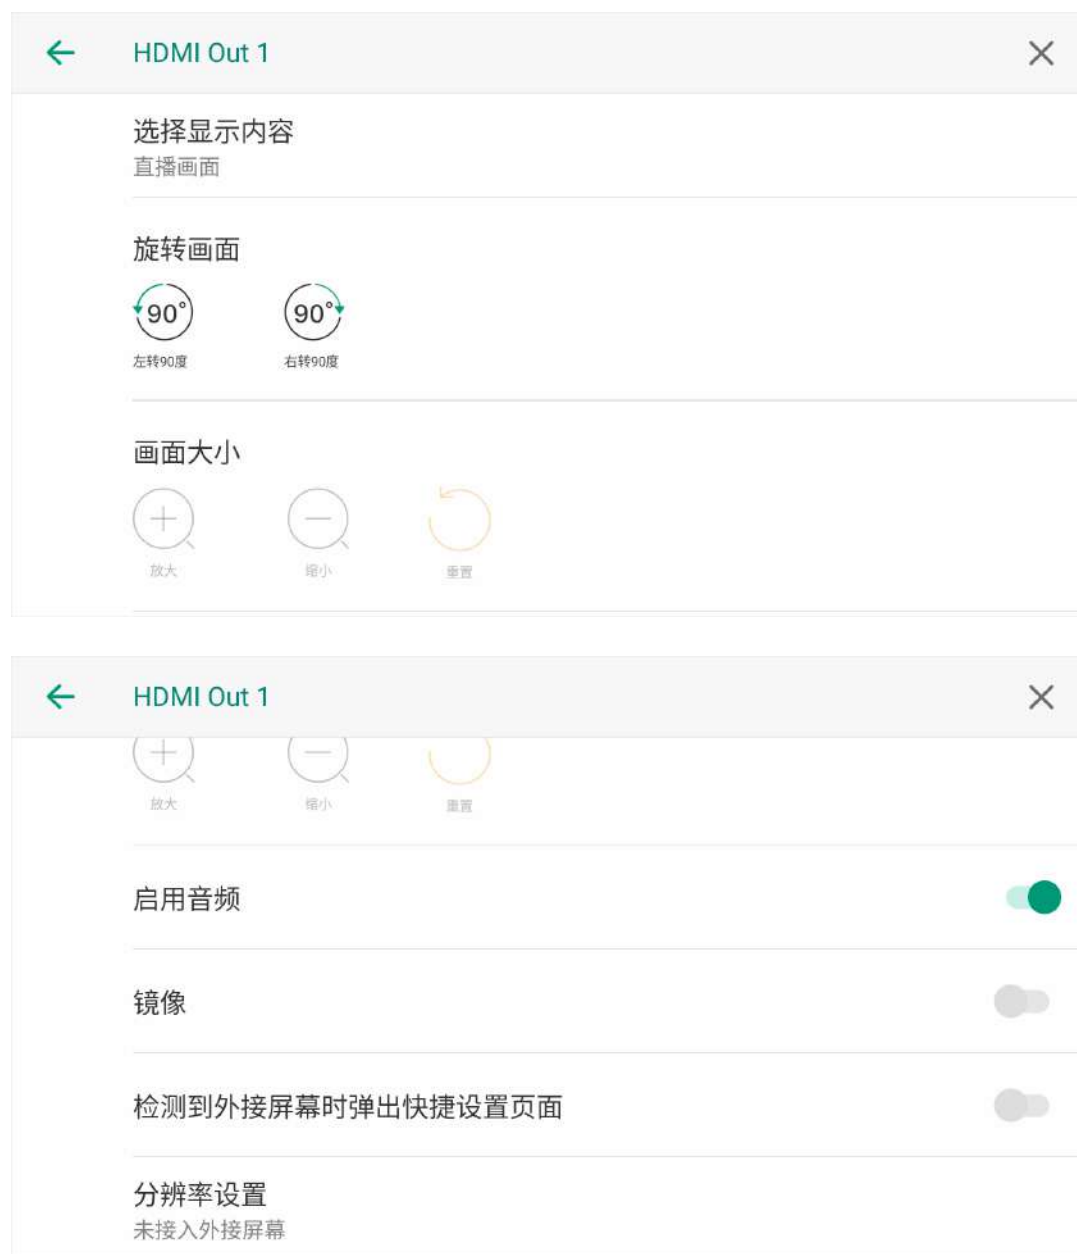 HDMI Out 1
选择显示内容
直播画面
旋转画面
90° 90°
左转90度 右转90度
画面大小
放大 缩小 重置
HDMI Out 1
放大 缩小 重置
启用音频
镜像
检测到外接屏幕时弹出快捷设置页面
分辨率设置
未接入外接屏幕